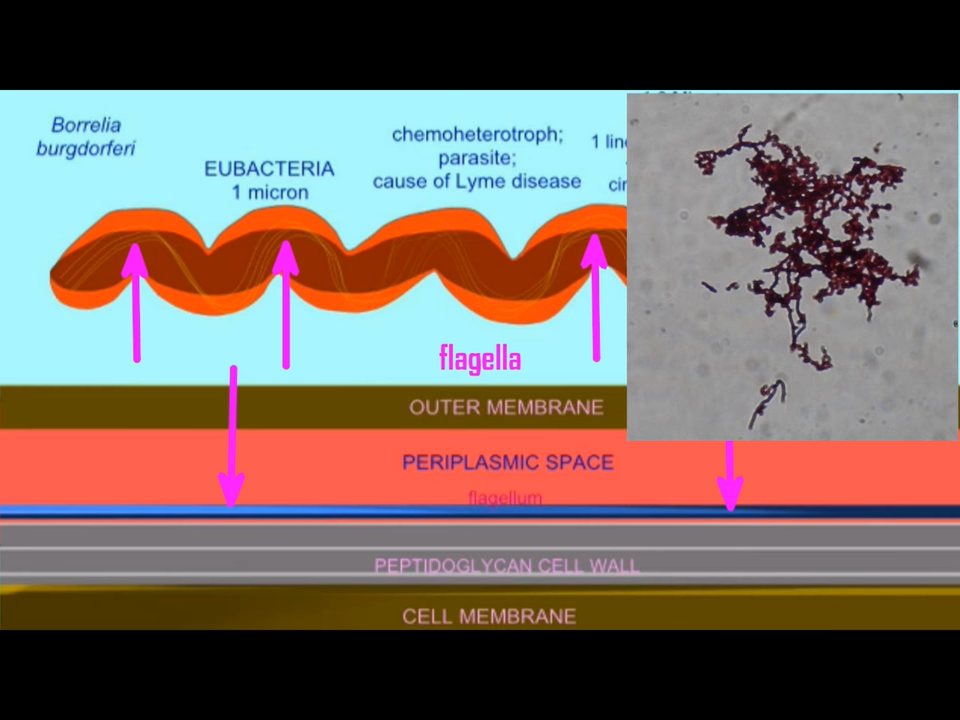 Borrelia
burgdorferi
EUBACTERIA
1 micron
chemoheterotroph;
parasite;
cause of Lyme disease
1
flagella
OUTER MEMBRANE
PERIPLASMIC SPACE
flagellum
PEPTIDOGLYCAN CELL WALL
CELL MEMBRANE